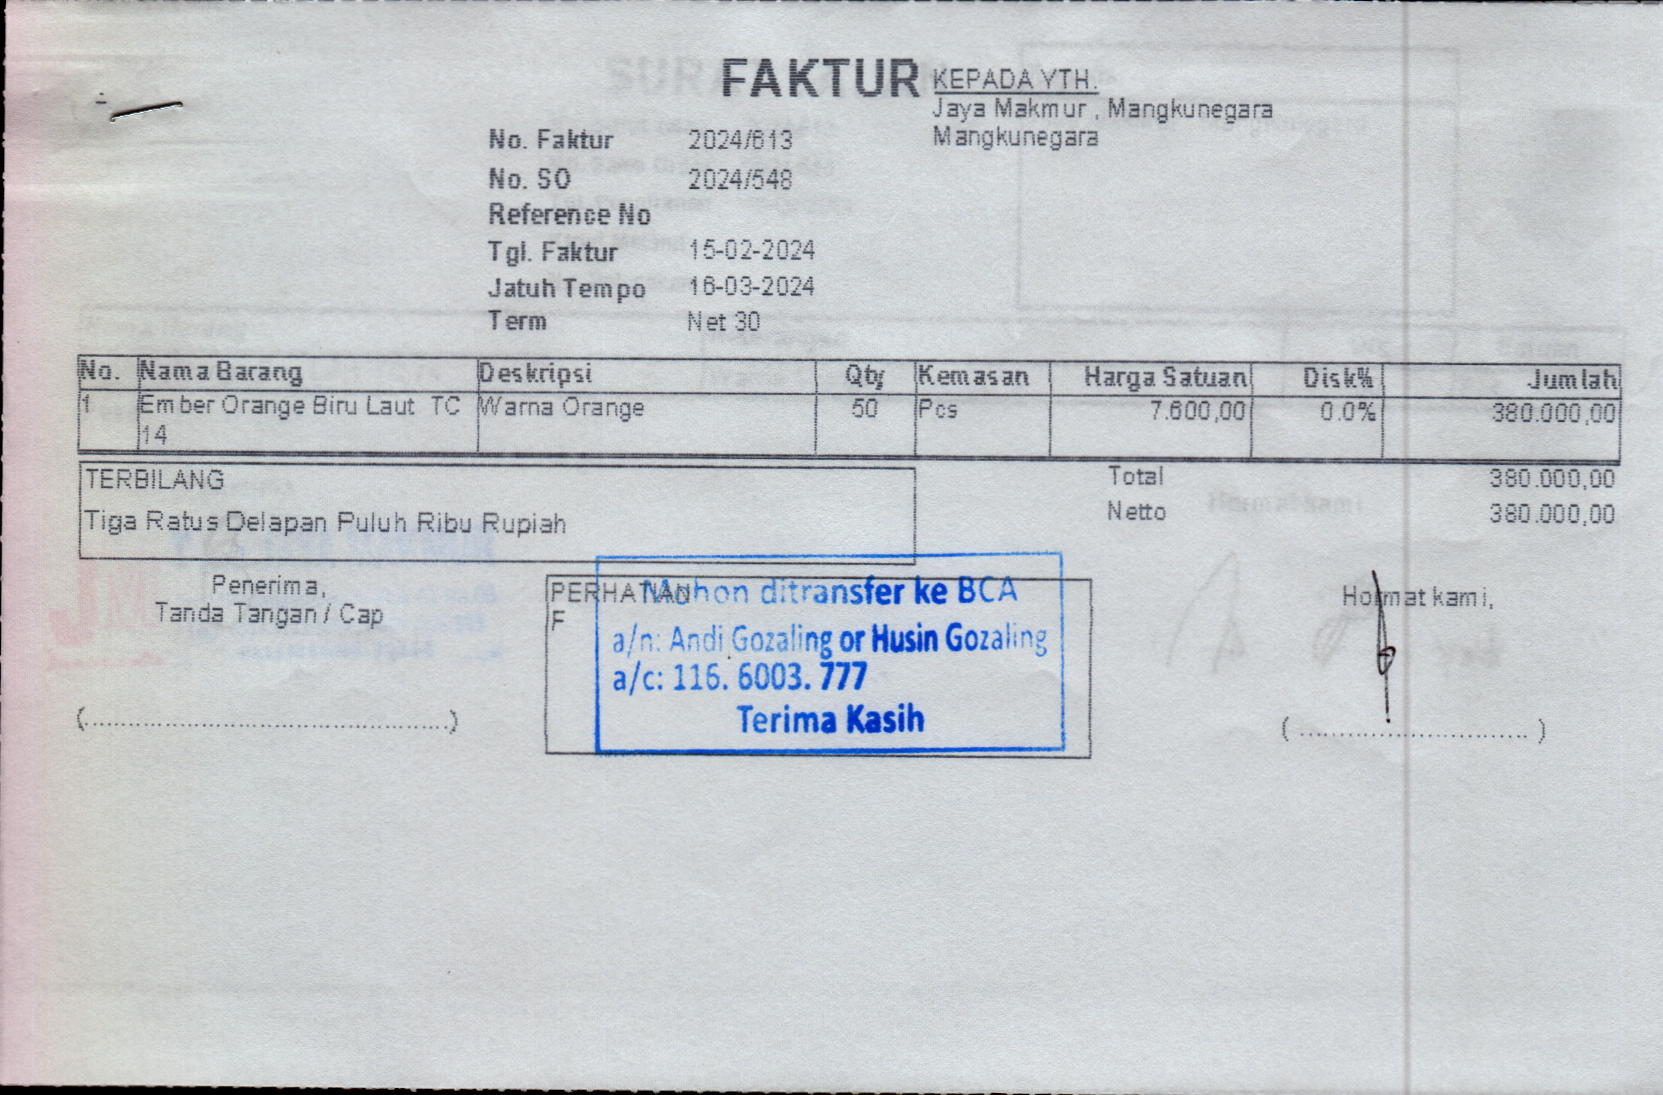 FAKTUR
KEPADA YTH.
Jaya Makmur , Mangkunegara
Mangkunegara
No. Faktur 2024/613
No. SO 2024/548
Reference No
Tgl. Faktur 15-02-2024
Jatuh Tempo 16-03-2024
Term Net 30
No. Nama Barang Deskripsi Qty Kemasan Harga Satuan Disk% Jumlah
1 Ember Orange Biru Laut TC Warna Orange 50 Pcs 7.600,00 0.0% 380.000,00
14
TERBILANG
Tiga Ratus Delapan Puluh Ribu Rupiah
Total 380.000,00
Netto 380.000,00
Penerima,
Tanda Tangan / Cap
(................................................)
PERHATIAN
F
Mohon ditransfer ke BCA
a/n: Andi Gozaling or Husin Gozaling
a/c: 116. 6003. 777
Terima Kasih
Hormat kami,
( ............................. )